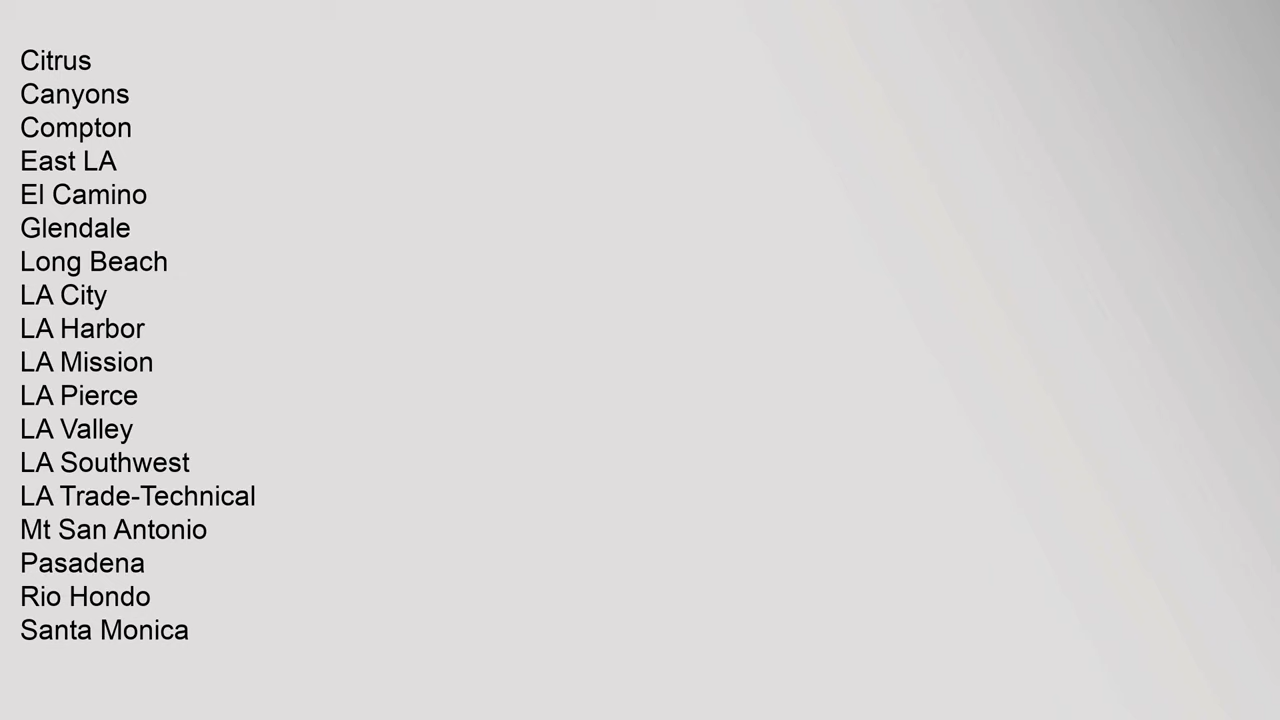 Citrus
Canyons
Compton
East LA
El Camino
Glendale
Long Beach
LA City
LA Harbor
LA Mission
LA Pierce
LA Valley
LA Southwest
LA Trade-Technical
Mt San Antonio
Pasadena
Rio Hondo
Santa Monica